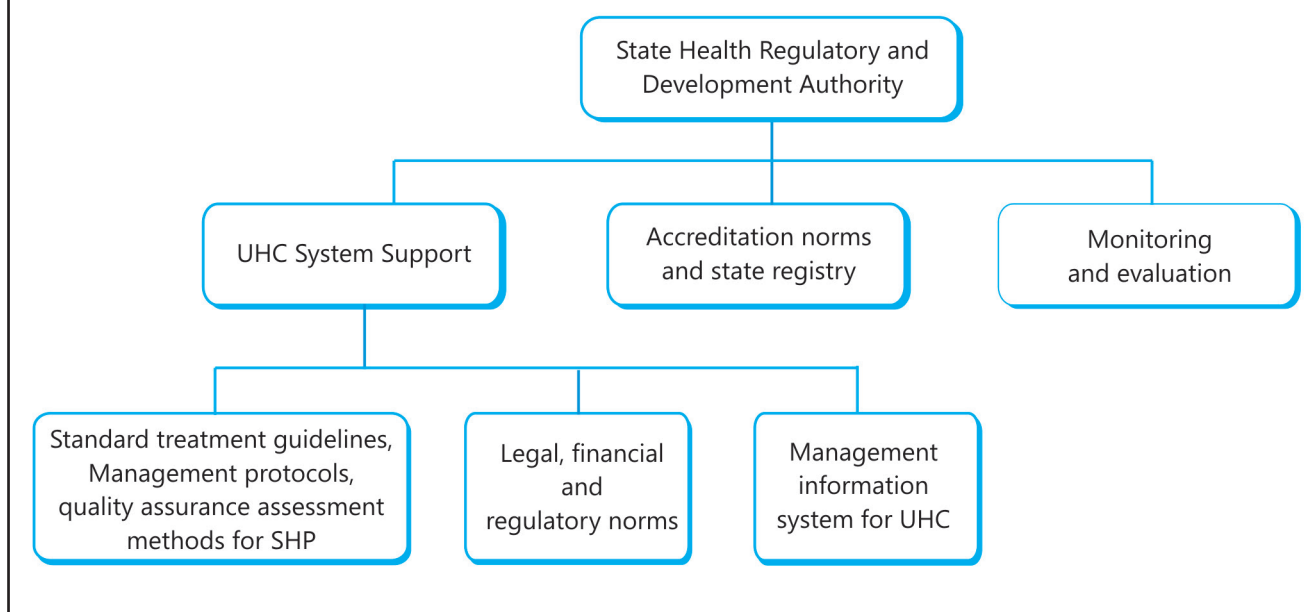 State Health Regulatory and
Development Authority
UHC System Support
Accreditation norms
and state registry
Monitoring
and evaluation
Standard treatment guidelines,
Management protocols,
quality assurance assessment
methods for SHP
Legal, financial
and
regulatory norms
Management
information
system for UHC